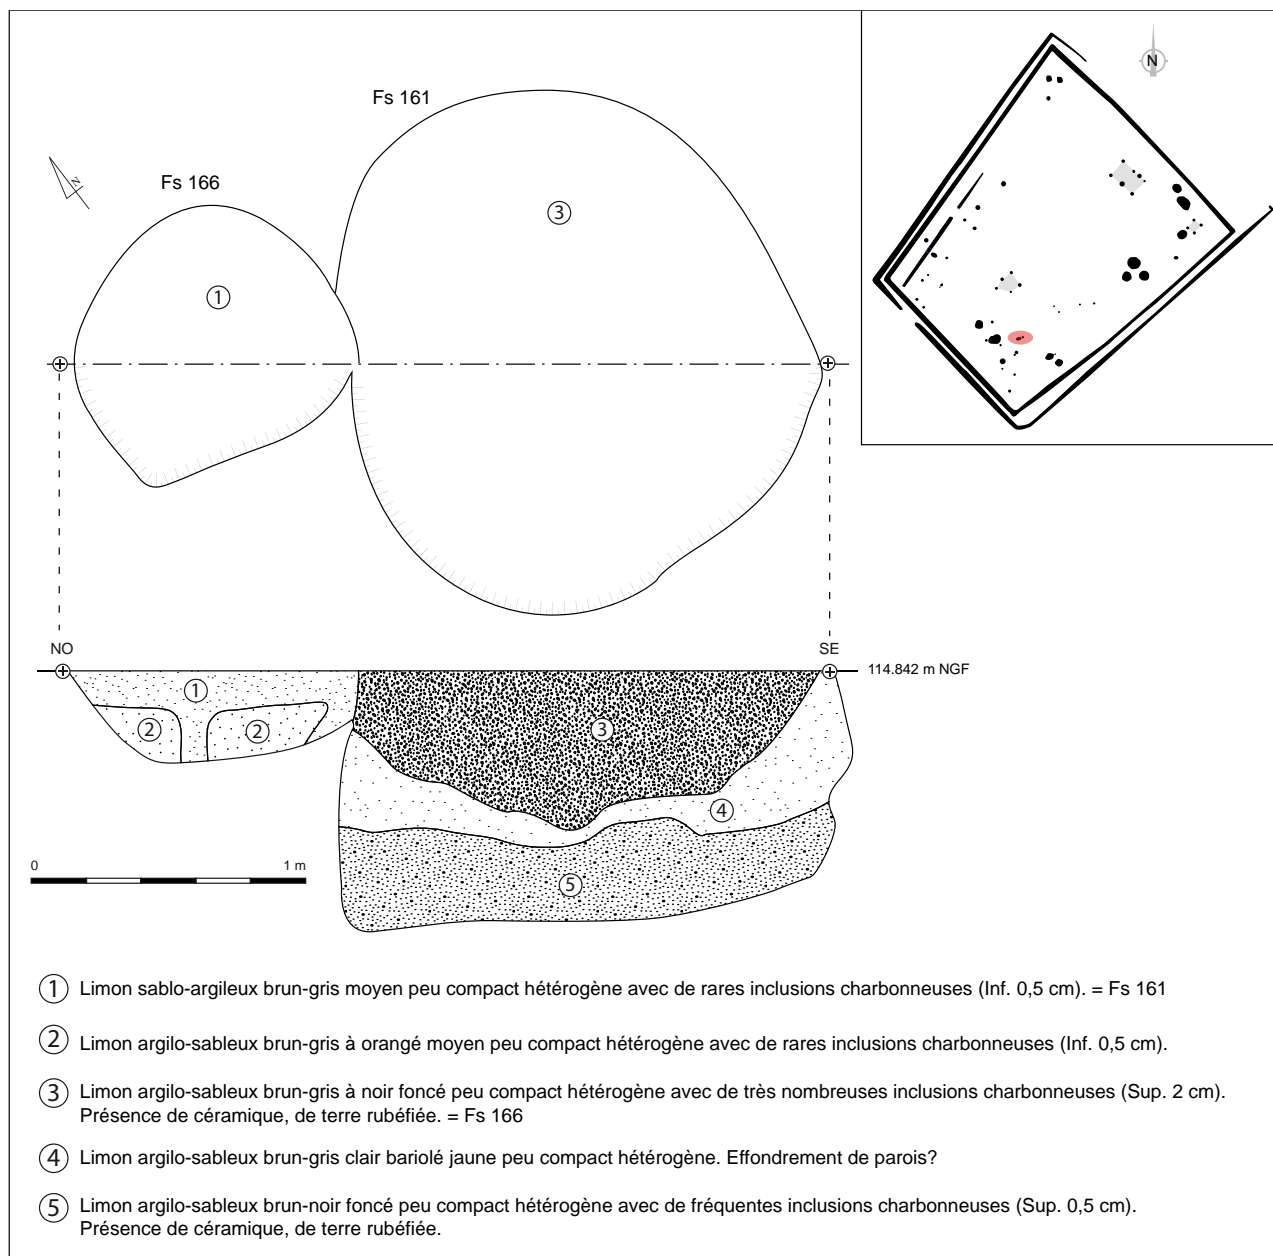 Fs 161
N
N
Fs 166
3
1
NO
SE
114.842 m NGF
1
2
2
3
4
5
0
1 m
1 Limon sablo-argileux brun-gris moyen peu compact hétérogène avec de rares inclusions charbonneuses (Inf. 0,5 cm). = Fs 161
2 Limon argilo-sableux brun-gris à orangé moyen peu compact hétérogène avec de rares inclusions charbonneuses (Inf. 0,5 cm).
3 Limon argilo-sableux brun-gris à noir foncé peu compact hétérogène avec de très nombreuses inclusions charbonneuses (Sup. 2 cm).
Présence de céramique, de terre rubéfiée. = Fs 166
4 Limon argilo-sableux brun-gris clair bariolé jaune peu compact hétérogène. Effondrement de parois?
5 Limon argilo-sableux brun-noir foncé peu compact hétérogène avec de fréquentes inclusions charbonneuses (Sup. 0,5 cm).
Présence de céramique, de terre rubéfiée.